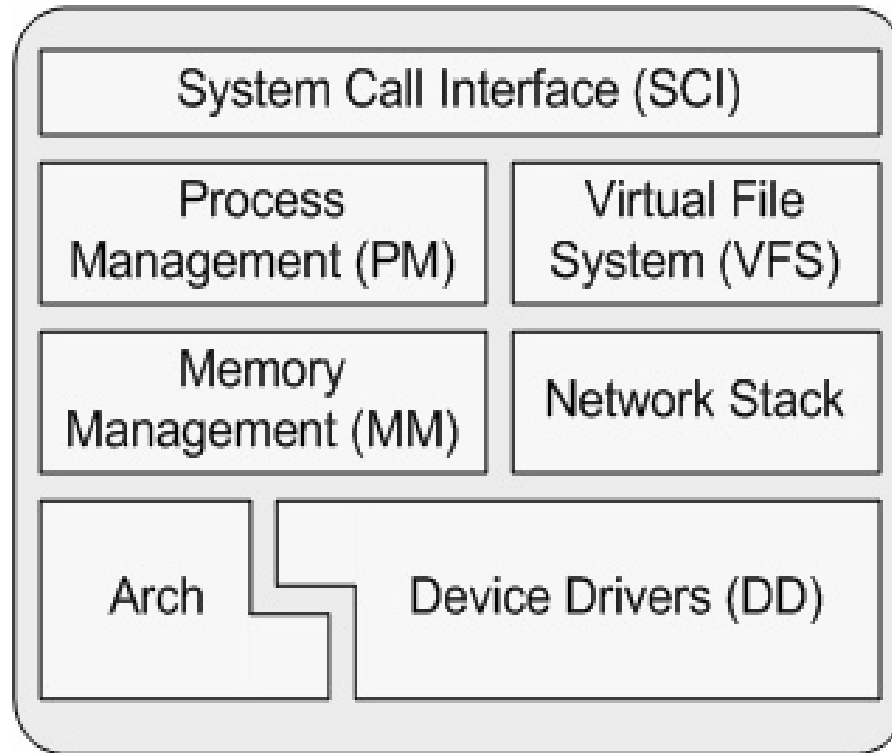 System Call Interface (SCI)
Process
Management (PM)
Virtual File
System (VFS)
Memory
Management (MM)
Network Stack
Arch
Device Drivers (DD)